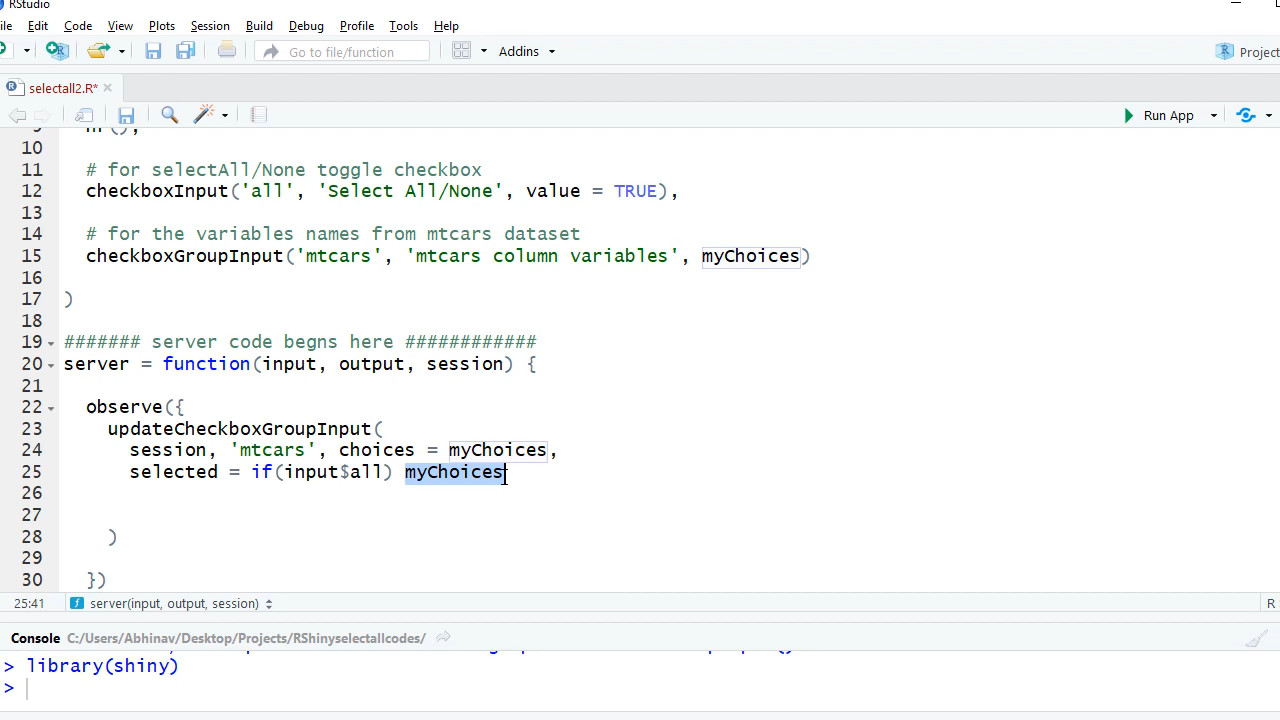 RStudio
ile Edit Code View Plots Session Build Debug Profile Tools Help
Go to file/function Addins Project
selectall2.R*
Run App
9 hr(),
10
11 # for selectAll/None toggle checkbox
12 checkboxInput('all', 'Select All/None', value = TRUE),
13
14 # for the variables names from mtcars dataset
15 checkboxGroupInput('mtcars', 'mtcars column variables', myChoices)
16
17 )
18
19 ####### server code begns here ############
20 server = function(input, output, session) {
21
22 observe({
23 updateCheckboxGroupInput(
24 session, 'mtcars', choices = myChoices,
25 selected = if(input$all) myChoices
26
27
28 )
29
30 })
25:41 server(input, output, session) R
Console C:/Users/Abhinav/Desktop/Projects/RShinyselectallcodes/
> library(shiny)
>